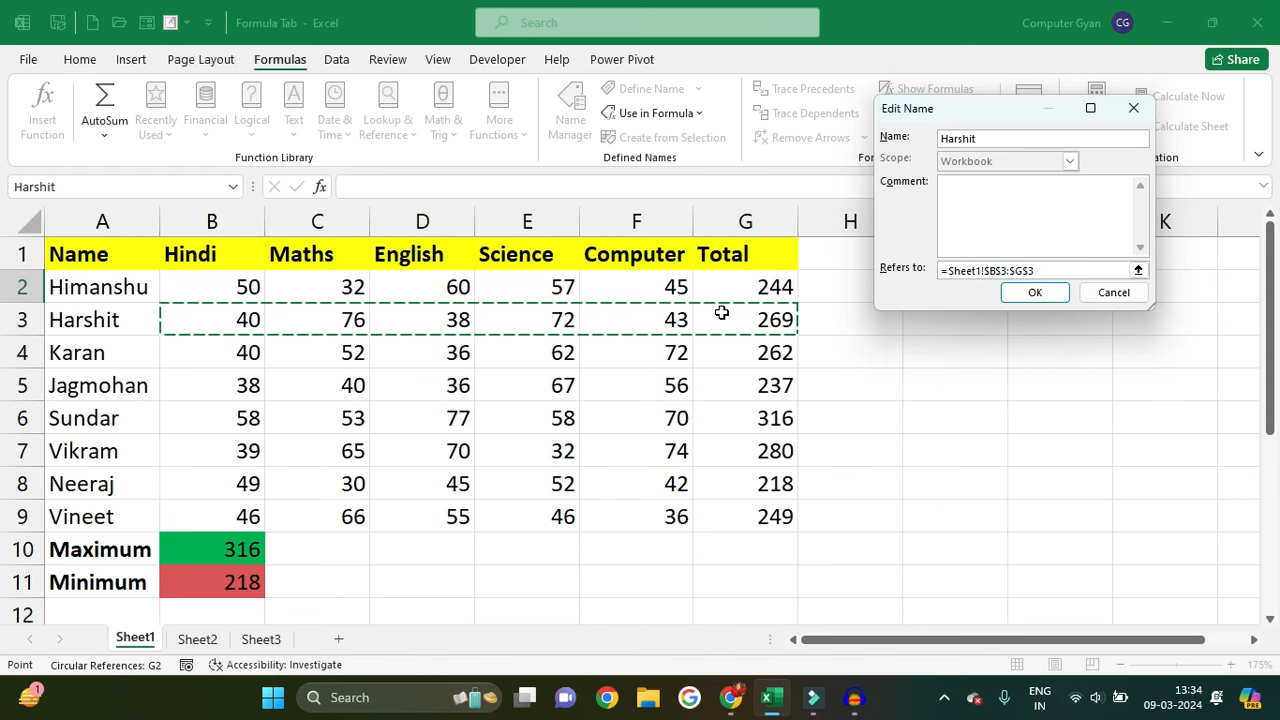 Formula Tab - Excel
Search
Computer Gyan CG
File Home Insert Page Layout Formulas Data Review View Developer Help Power Pivot
Share
Insert Function
AutoSum
Recently Used
Financial
Logical
Text
Date & Time
Lookup & Reference
Math & Trig
More Functions
Function Library
Name Manager
Define Name
Use in Formula
Create from Selection
Defined Names
Trace Precedents
Trace Dependents
Remove Arrows
Show Formulas
Calculate Now
Calculate Sheet
Edit Name
Name: Harshit
Scope: Workbook
Comment:
Refers to: =Sheet1!$B$3:$G$3
OK Cancel
Harshit
A B C D E F G H K
1 Name Hindi Maths English Science Computer Total
2 Himanshu 50 32 60 57 45 244
3 Harshit 40 76 38 72 43 269
4 Karan 40 52 36 62 72 262
5 Jagmohan 38 40 36 67 56 237
6 Sundar 58 53 77 58 70 316
7 Vikram 39 65 70 32 74 280
8 Neeraj 49 30 45 52 42 218
9 Vineet 46 66 55 46 36 249
10 Maximum 316
11 Minimum 218
12
Sheet1 Sheet2 Sheet3
Point Circular References: G2 Accessibility: Investigate 175%
Search
ENG
IN
13:34
09-03-2024
1